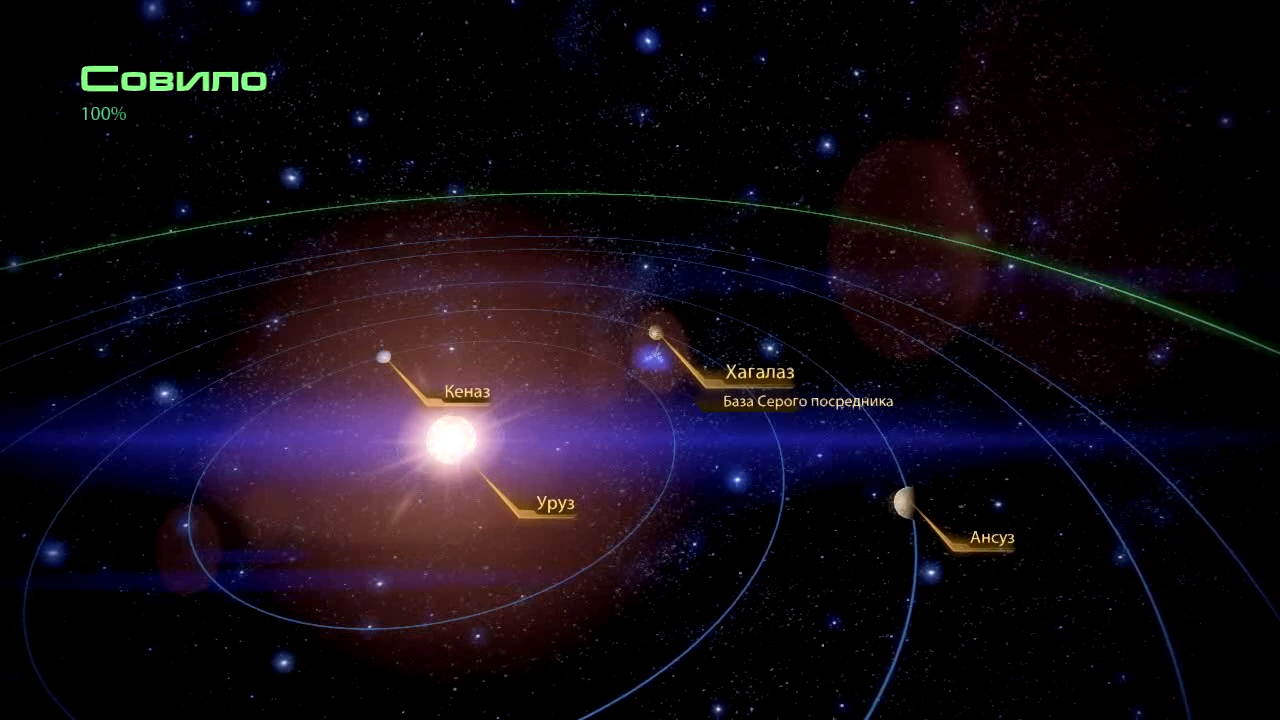 Совило
100%
Хагалаз
База Серого посредника
Кеназ
Уруз
Ансуз